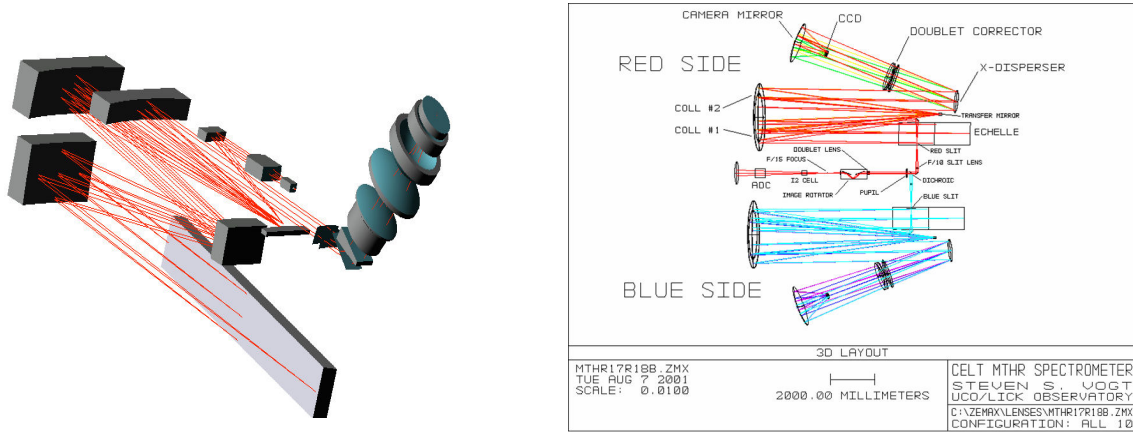 CAMERA MIRROR
CCD
DOUBLET CORRECTOR
RED SIDE
X-DISPERSER
COLL #2
TRANSFER MIRROR
COLL #1
ECHELLE
DOUBLET LENS
RED SLIT
F/15 FOCUS
F/10 SLIT LENS
ADC
I2 CELL
DICHROIC
IMAGE ROTATOR
PUPIL
BLUE SLIT
BLUE SIDE
3D LAYOUT
MTHR17R18B.ZMX
TUE AUG 7 2001
SCALE: 0.0100
2000.00 MILLIMETERS
CELT MTHR SPECTROMETER
STEVEN S. VOGT
UCO/LICK OBSERVATORY
C:\ZEMAX\LENSES\MTHR17R18B.ZMX
CONFIGURATION: ALL 10